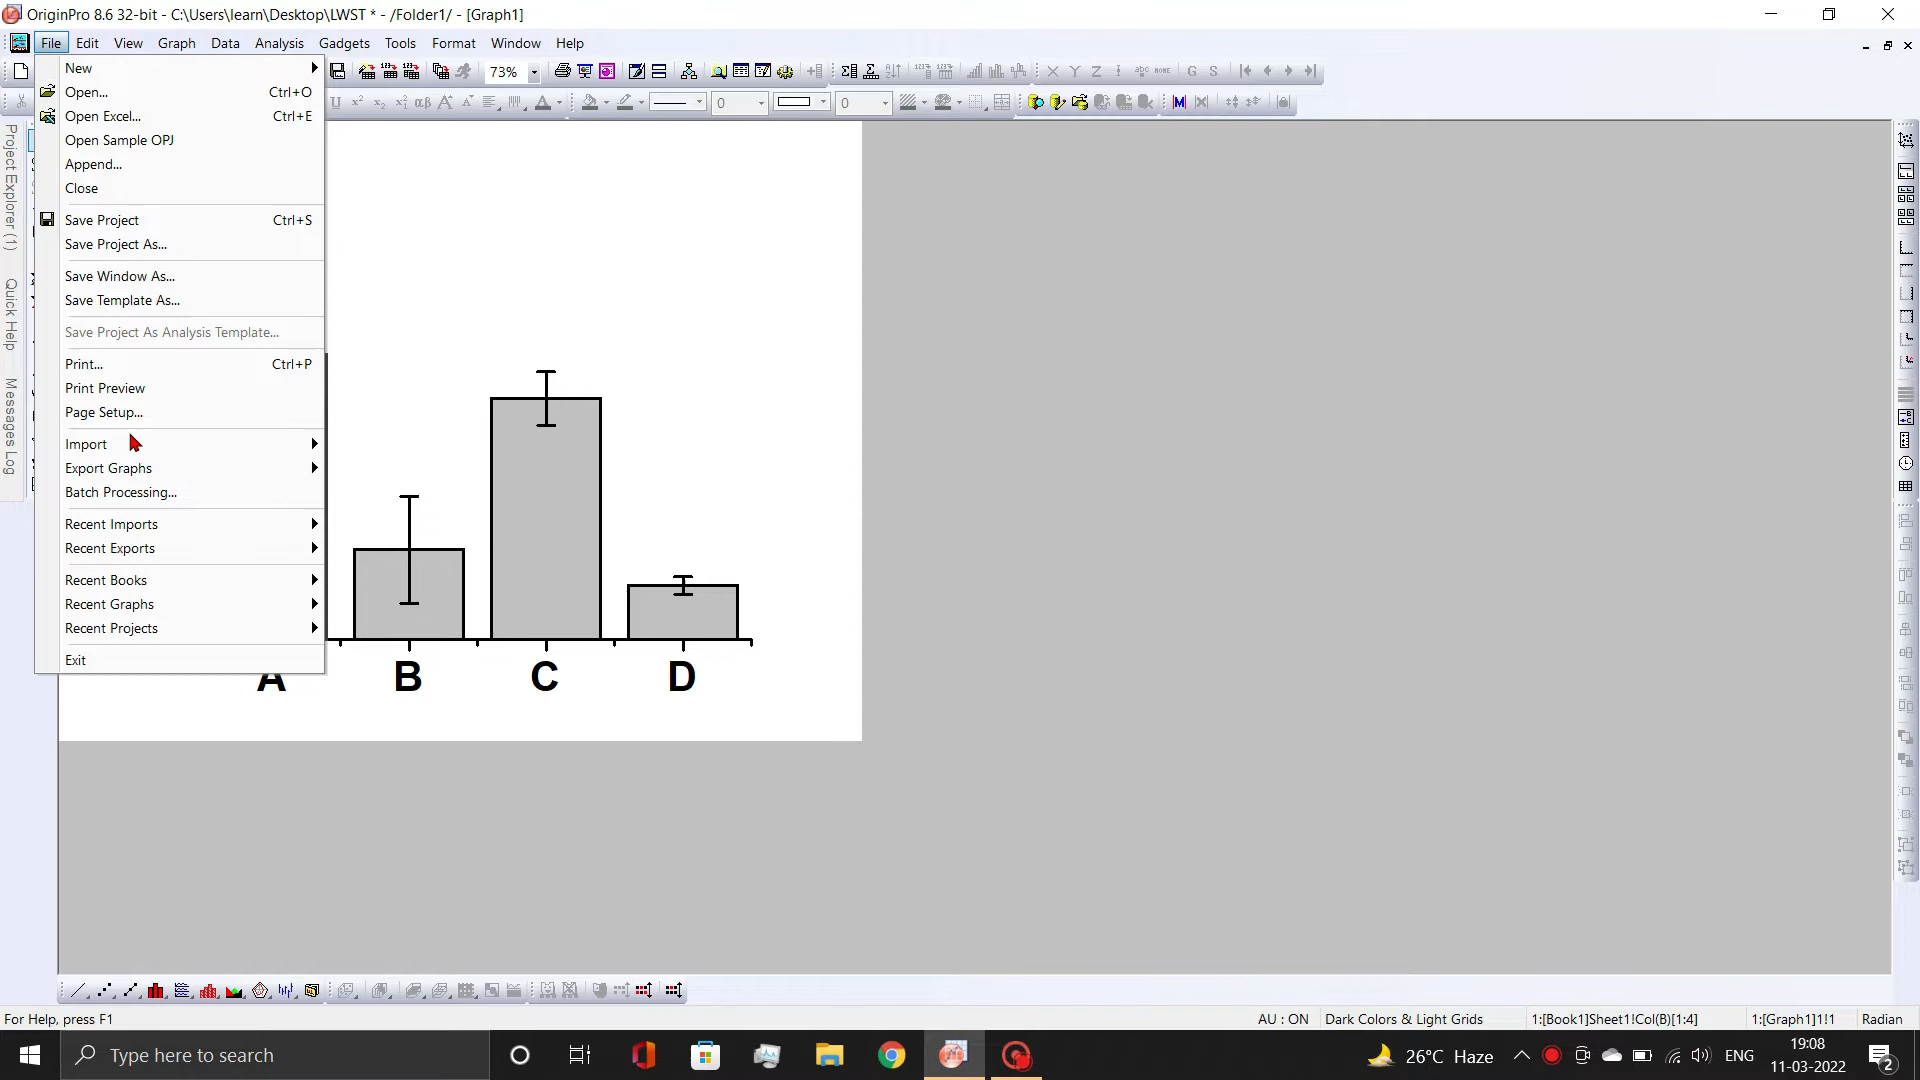 OriginPro 8.6 32-bit - C:\Users\learn\Desktop\LWST * - /Folder1/ - [Graph1]
File Edit View Graph Data Analysis Gadgets Tools Format Window Help
73%
0
0
New
Open... Ctrl+O
Open Excel... Ctrl+E
Open Sample OPJ
Append...
Close
Save Project Ctrl+S
Save Project As...
Save Window As...
Save Template As...
Save Project As Analysis Template...
Print... Ctrl+P
Print Preview
Page Setup...
Import
Export Graphs
Batch Processing...
Recent Imports
Recent Exports
Recent Books
Recent Graphs
Recent Projects
Exit
Project Explorer (1)
Quick Help
Messages Log
A B C D
For Help, press F1
AU : ON Dark Colors & Light Grids 1:[Book1]Sheet1!Col(B)[1:4] 1:[Graph1]1!1 Radian
Type here to search
26°C Haze
ENG
19:08
11-03-2022
2